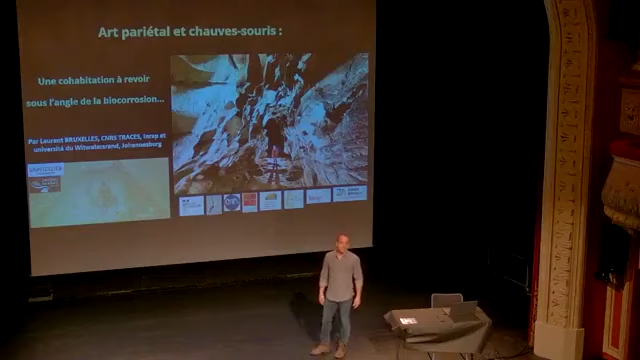 Art pariétal et chauves-souris :
Une cohabitation à revoir
sous l'angle de la biocorrosion...
Par Laurent BRUXELLES, CNRS TRACES, Inrap et
université du Witwatersrand, Johannesburg